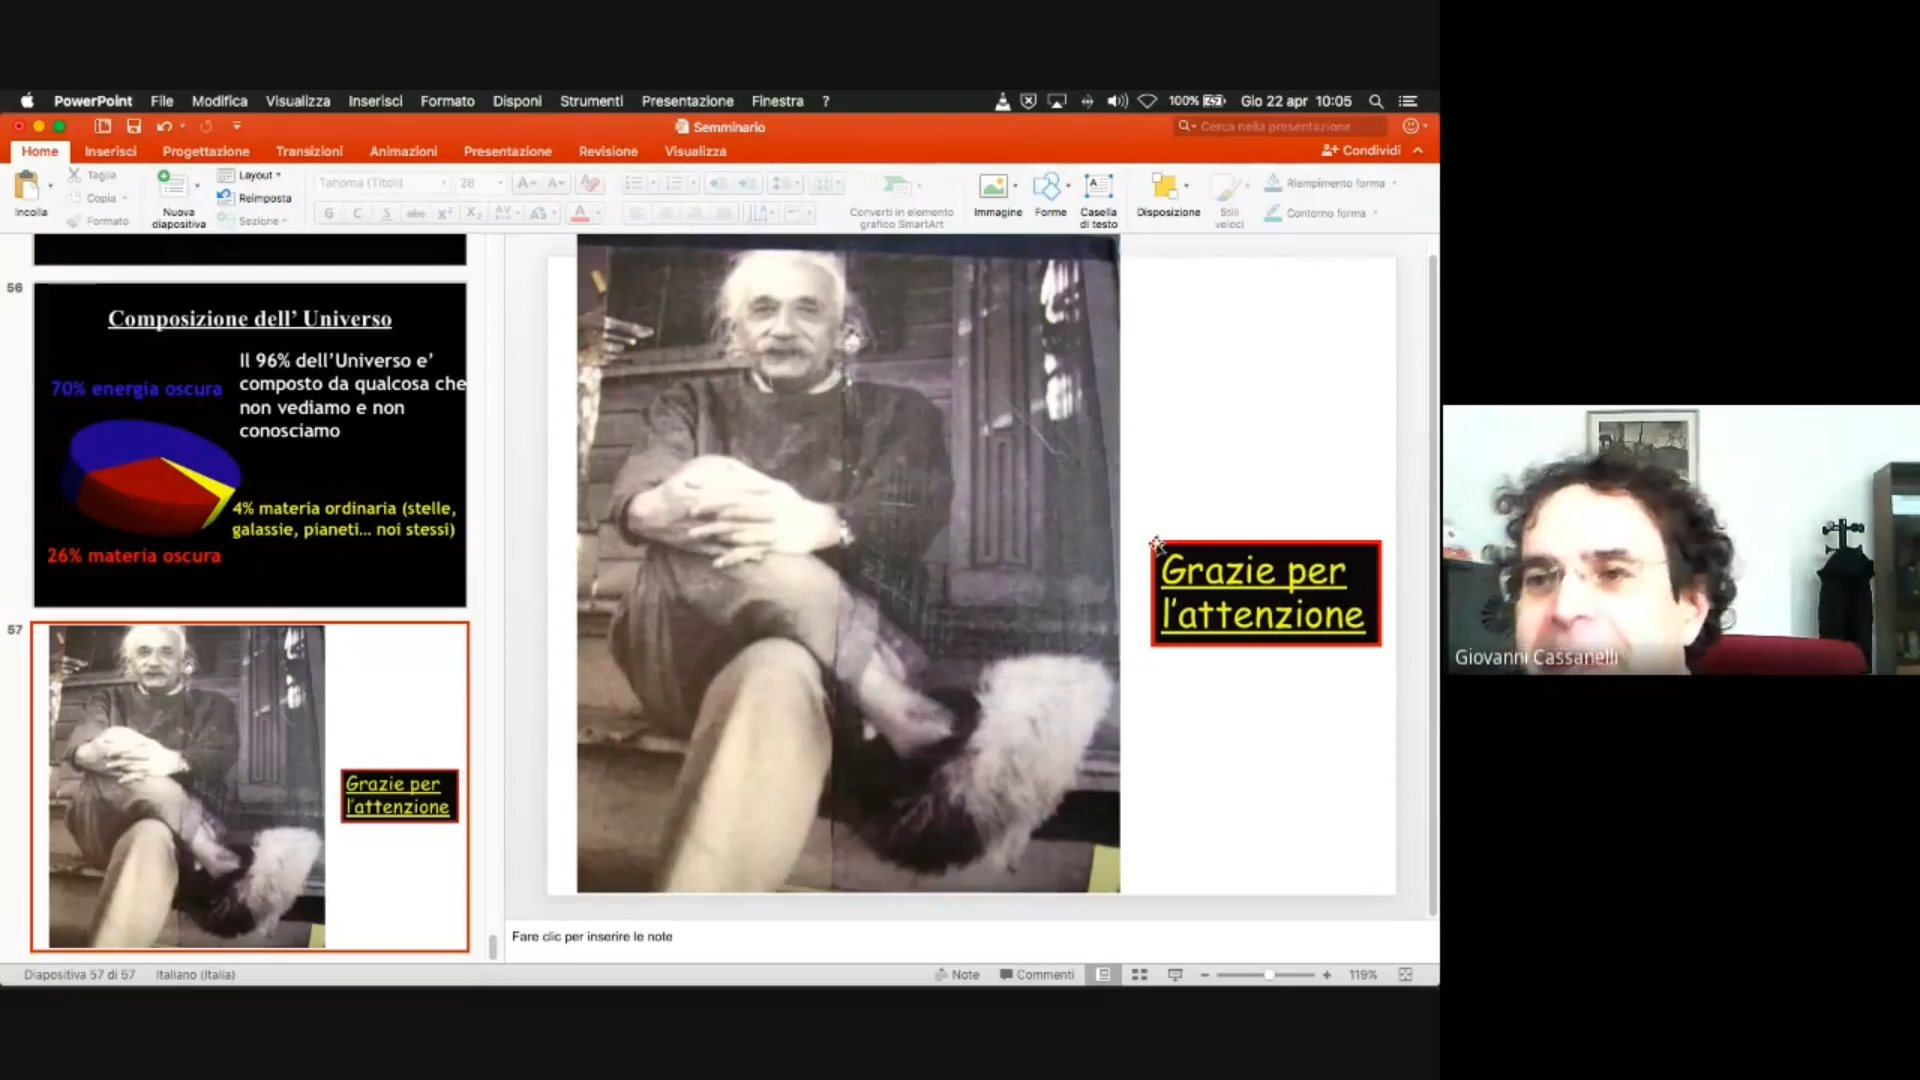 PowerPoint File Modifica Visualizza Inserisci Formato Disponi Strumenti Presentazione Finestra ?
100% Gio 22 apr 10:05
Semminario
Cerca nella presentazione
Home Inserisci Progettazione Transizioni Animazioni Presentazione Revisione Visualizza
Condividi
Incolla
Taglia
Copia
Formato
Nuova
diapositiva
Layout
Reimposta
Sezione
Tahoma (Titoli) 28
G C S abc X² X₂ AV
Converti in elemento
grafico SmartArt
Immagine
Forme
Casella
di testo
Disposizione
Stili
veloci
Riempimento forma
Contorno forma
56
Composizione dell' Universo
Il 96% dell'Universo e'
composto da qualcosa che
non vediamo e non
conosciamo
70% energia oscura
4% materia ordinaria (stelle,
galassie, pianeti... noi stessi)
26% materia oscura
57
Grazie per
l'attenzione
Grazie per
l'attenzione
Giovanni Cassanelli
Fare clic per inserire le note
Diapositiva 57 di 57 Italiano (Italia)
Note Commenti 119%